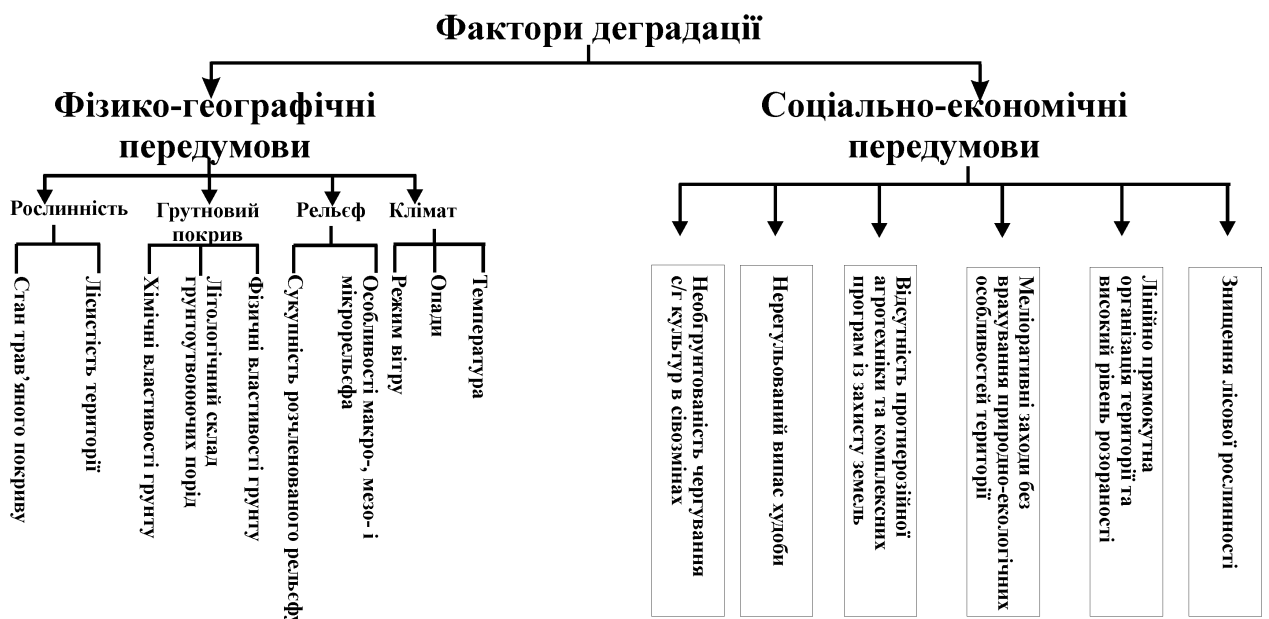 Фактори деградації
Фізико-географічні
передумови
Соціально-економічні
передумови
Рослинність
Грутновий
покрив
Рельєф
Клімат
Стан трав’яного покриву
Лісистість території
Хімічні властивості грунту
Літологічний склад
грунтоутвоюючих порід
Фізичні властивості грунту
Сукупність розчленованого рельєфу
Особливості макро-, мезо- і
мікрорельєфа
Режим вітру
Опади
Температура
Необгрунтованість чергування
с/г культур в сівозмінах
Нерегульований випас худоби
Відсутність протиерозійної
агротехніки та комплексних
програм із захисту земель
Меліоративні заходи без
врахування природно-екологічних
особливостей території
Лінійно прямокутна
організація території та
високий рівень розораності
Знищення лісової рослинності